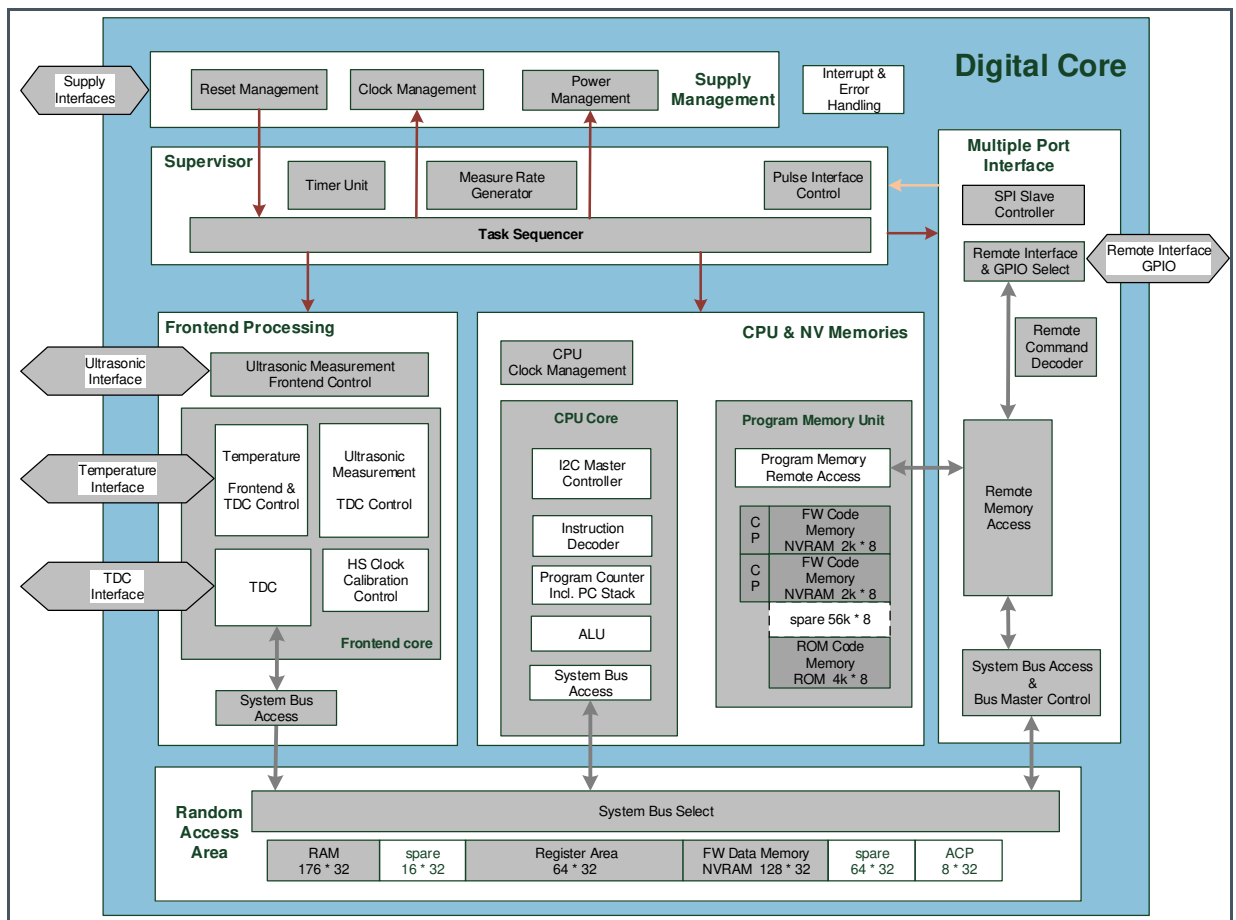 Digital Core
Supply
Interfaces
Reset Management
Clock Management
Power
Management
Supply
Management
Interrupt &
Error
Handling
Supervisor
Timer Unit
Measure Rate
Generator
Pulse Interface
Control
Task Sequencer
Multiple Port
Interface
SPI Slave
Controller
Remote Interface
& GPIO Select
Remote Interface
GPIO
Remote
Command
Decoder
Remote
Memory
Access
System Bus Access
&
Bus Master Control
Frontend Processing
Ultrasonic
Interface
Ultrasonic Measurement
Frontend Control
Temperature
Interface
Temperature
Frontend &
TDC Control
Ultrasonic
Measurement
TDC Control
TDC
Interface
TDC
HS Clock
Calibration
Control
Frontend core
System Bus
Access
CPU & NV Memories
CPU
Clock Management
CPU Core
I2C Master
Controller
Instruction
Decoder
Program Counter
Incl. PC Stack
ALU
System Bus
Access
Program Memory Unit
Program Memory
Remote Access
C
P
FW Code
Memory
NVRAM 2k * 8
C
P
FW Code
Memory
NVRAM 2k * 8
spare 56k * 8
ROM Code
Memory
ROM 4k * 8
Random
Access
Area
System Bus Select
RAM
176 * 32
spare
16 * 32
Register Area
64 * 32
FW Data Memory
NVRAM 128 * 32
spare
64 * 32
ACP
8 * 32